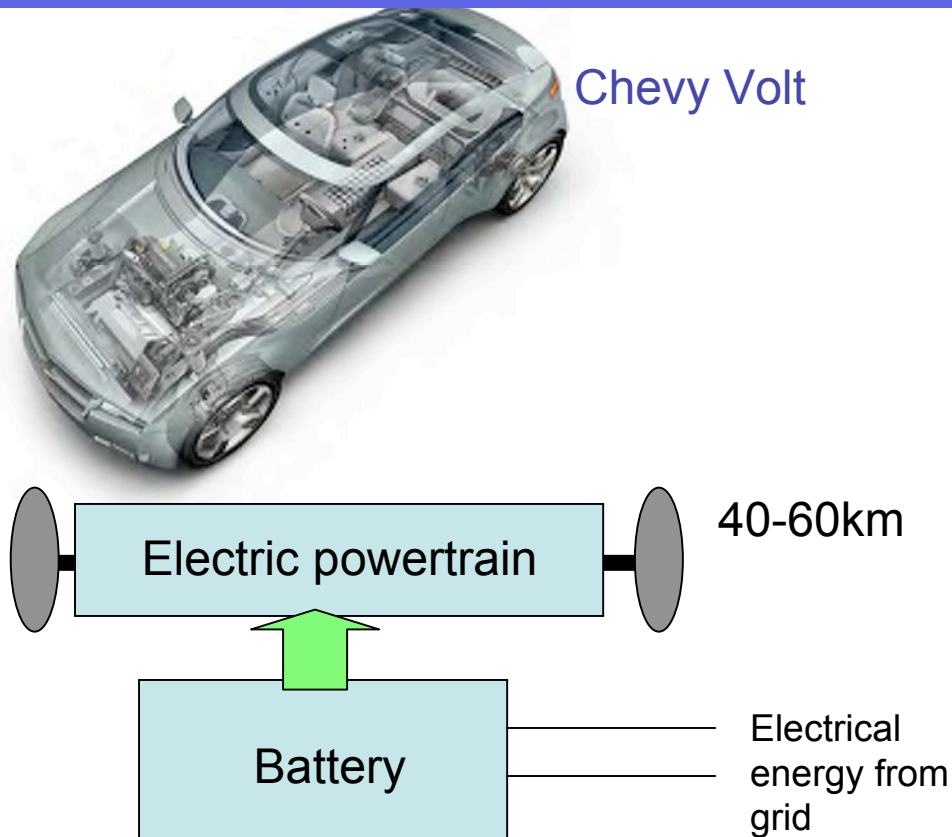 Chevy Volt
40-60km
Electric powertrain
Battery
Electrical
energy from
grid